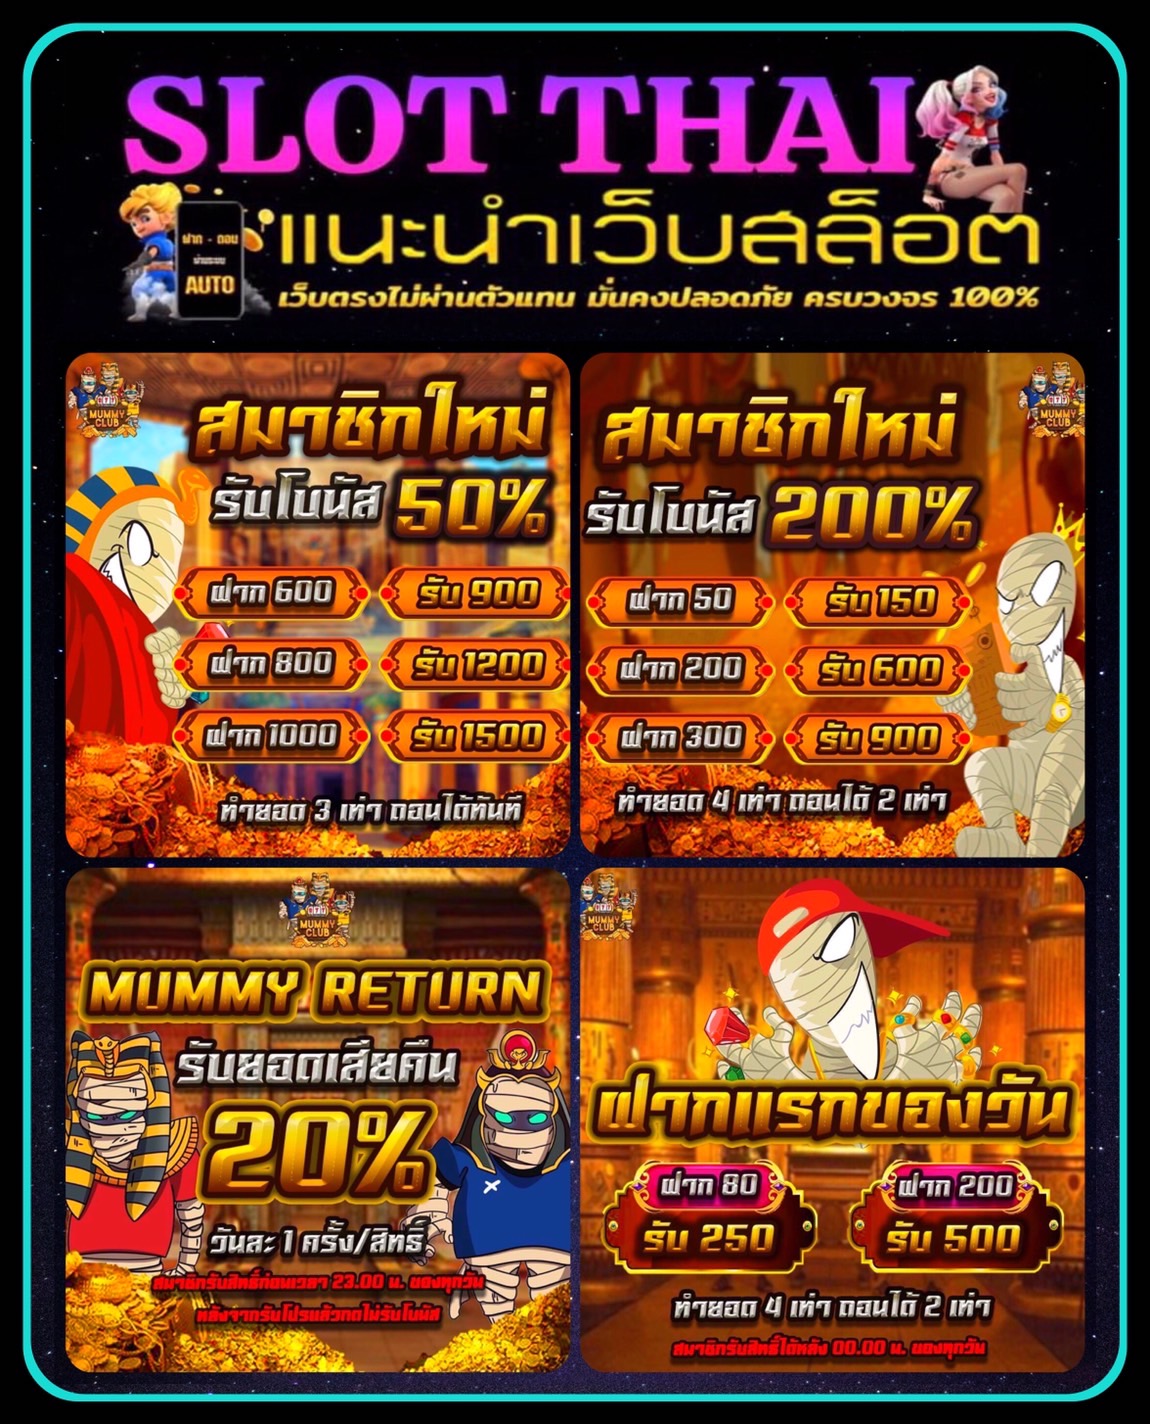 SLOT THAI
แนะนำเว็บสล็อต
ฝาก - ถอน
ผ่านระบบ
AUTO
เว็บตรงไม่ผ่านตัวแทน มั่นคงปลอดภัย ครบวงจร 100%
MUMMY
CLUB
สมาชิกใหม่
รับโบนัส 50%
ฝาก 600 รับ 900
ฝาก 800 รับ 1200
ฝาก 1000 รับ 1500
ทำยอด 3 เท่า ถอนได้ทันที
MUMMY
CLUB
สมาชิกใหม่
รับโบนัส 200%
ฝาก 50 รับ 150
ฝาก 200 รับ 600
ฝาก 300 รับ 900
ทำยอด 4 เท่า ถอนได้ 2 เท่า
MUMMY
CLUB
MUMMY RETURN
รับยอดเสียคืน
20%
วันละ 1 ครั้ง/สิทธิ์
สมาชิกรับสิทธิ์ก่อนเวลา 23.00 น. ของทุกวัน
หลังจากรับโปรแล้วกดไม่รับโบนัส
MUMMY
CLUB
ฝากแรกของวัน
ฝาก 80
รับ 250
ฝาก 200
รับ 500
ทำยอด 4 เท่า ถอนได้ 2 เท่า
สมาชิกรับสิทธิ์ได้หลัง 00.00 น. ของทุกวัน